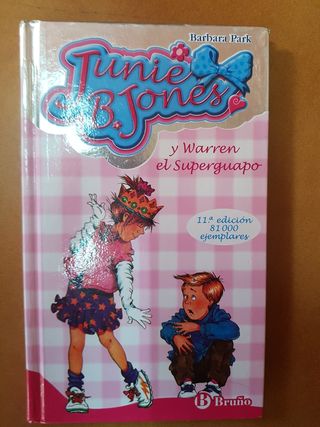 Barbara Park
Junie
B. Jones
y Warren
el Superguapo
11.ª edición
81 000
ejemplares
B Bruño